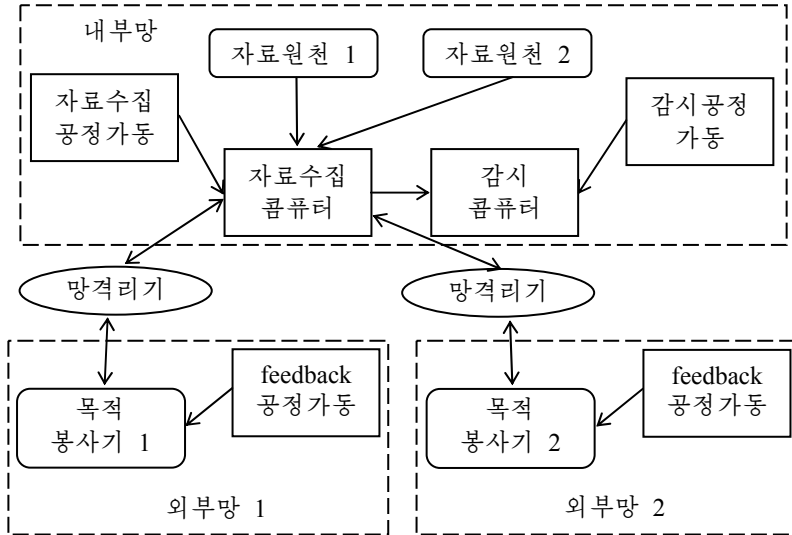 내부망
자료원천 1
자료원천 2
자료수집
공정가동
감시공정
가동
자료수집
콤퓨터
감시
콤퓨터
망격리기
망격리기
feedback
공정가동
목적
봉사기 1
외부망 1
feedback
공정가동
목적
봉사기 2
외부망 2